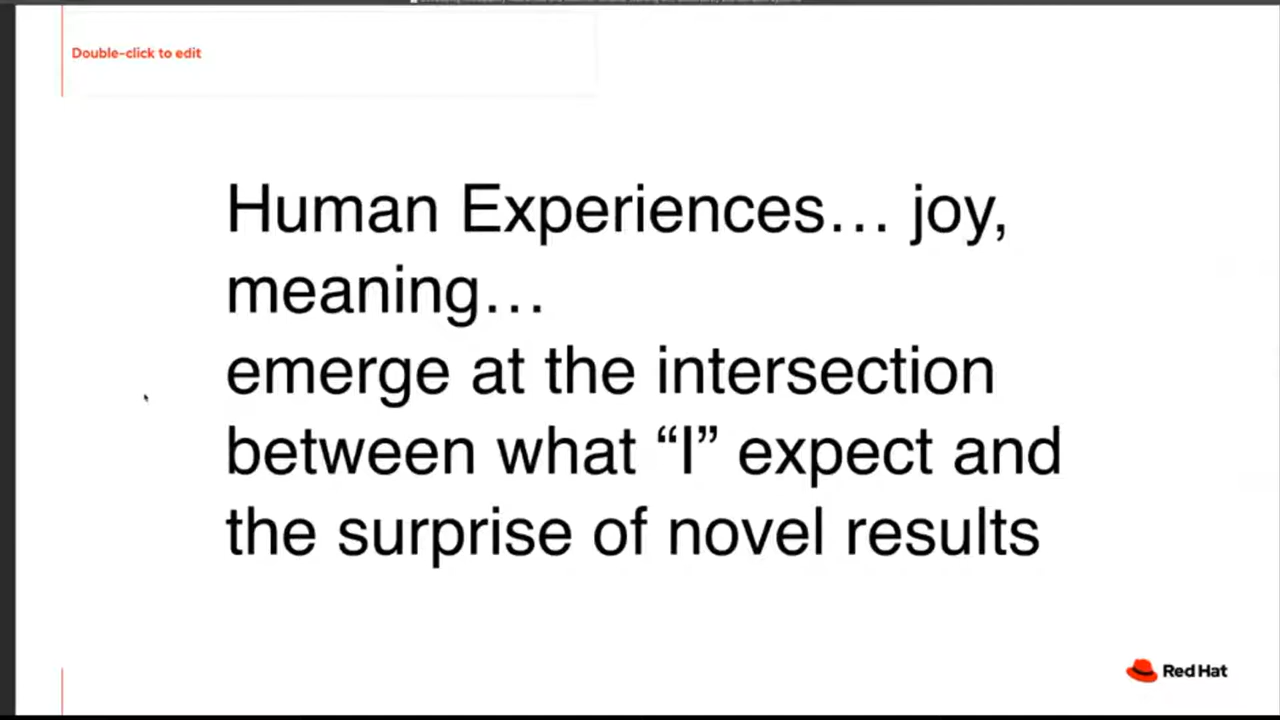 Double-click to edit
Human Experiences… joy,
meaning…
emerge at the intersection
between what “I” expect and
the surprise of novel results
Red Hat